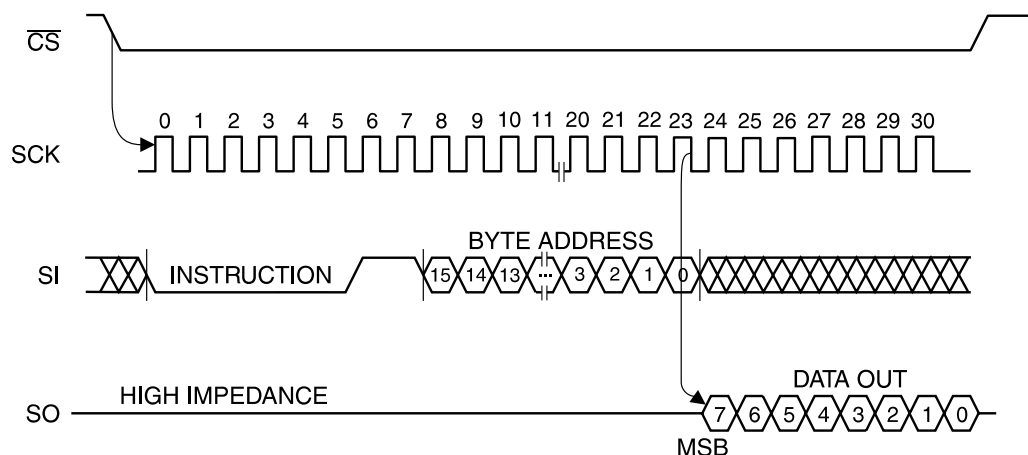 CS
0 1 2 3 4 5 6 7 8 9 10 11 20 21 22 23 24 25 26 27 28 29 30
SCK
BYTE ADDRESS
SI INSTRUCTION 15 14 13 ... 3 2 1 0
DATA OUT
HIGH IMPEDANCE
SO 7 6 5 4 3 2 1 0
MSB